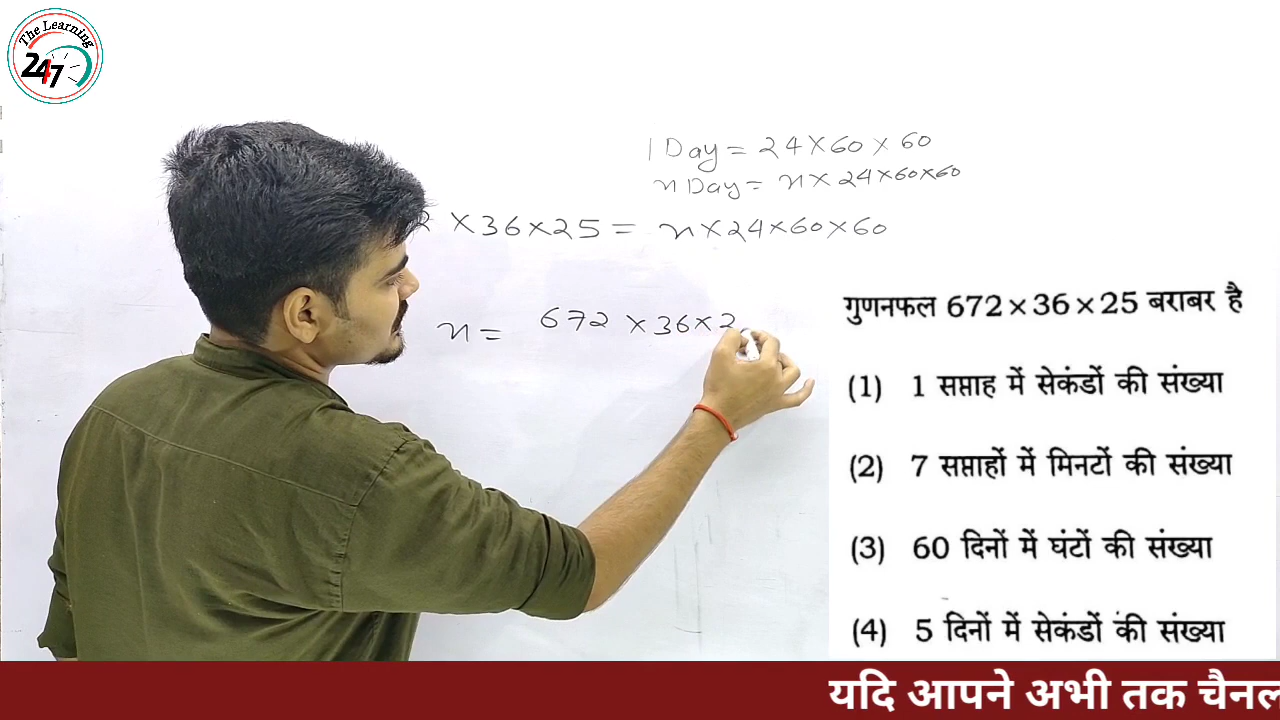 The Learning
247
1 Day = 24×60×60
n Day = n× 24×60×60
2 ×36×25 = n×24×60×60
n = 672 ×36×2
गुणनफल 672×36×25 बराबर है
(1) 1 सप्ताह में सेकंडों की संख्या
(2) 7 सप्ताहों में मिनटों की संख्या
(3) 60 दिनों में घंटों की संख्या
(4) 5 दिनों में सेकंडों की संख्या
यदि आपने अभी तक चैनल